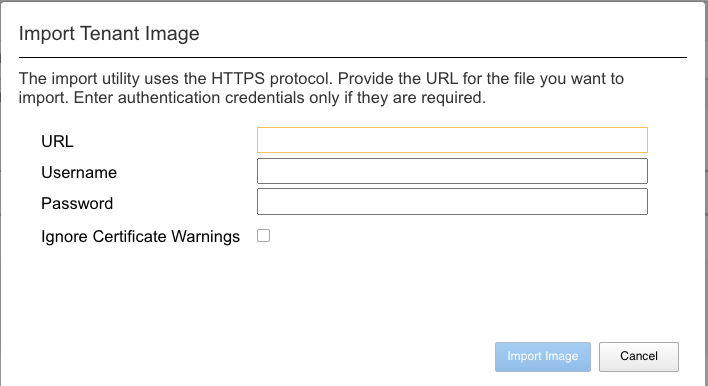 Import Tenant Image
The import utility uses the HTTPS protocol. Provide the URL for the file you want to
import. Enter authentication credentials only if they are required.
URL
Username
Password
Ignore Certificate Warnings
Import Image Cancel